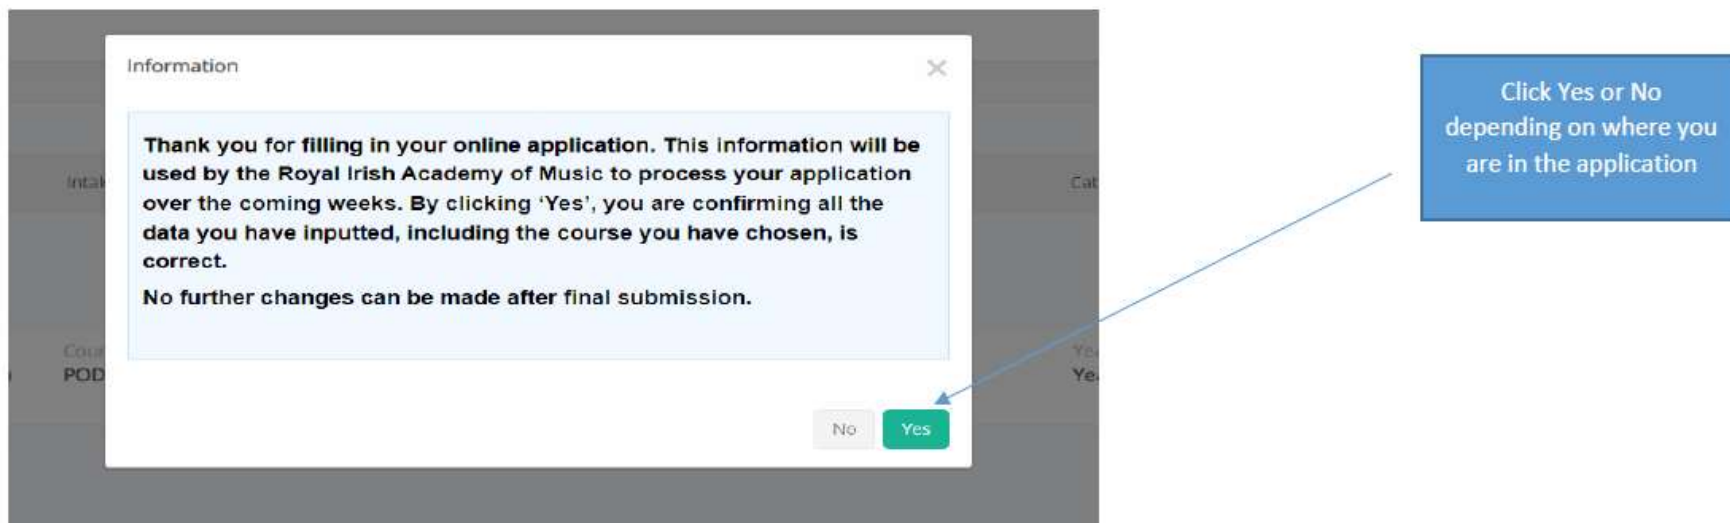 Information
Thank you for filling in your online application. This information will be
used by the Royal Irish Academy of Music to process your application
over the coming weeks. By clicking ‘Yes’, you are confirming all the
data you have inputted, including the course you have chosen, is
correct.
No further changes can be made after final submission.
No Yes
Click Yes or No
depending on where you
are in the application
POD